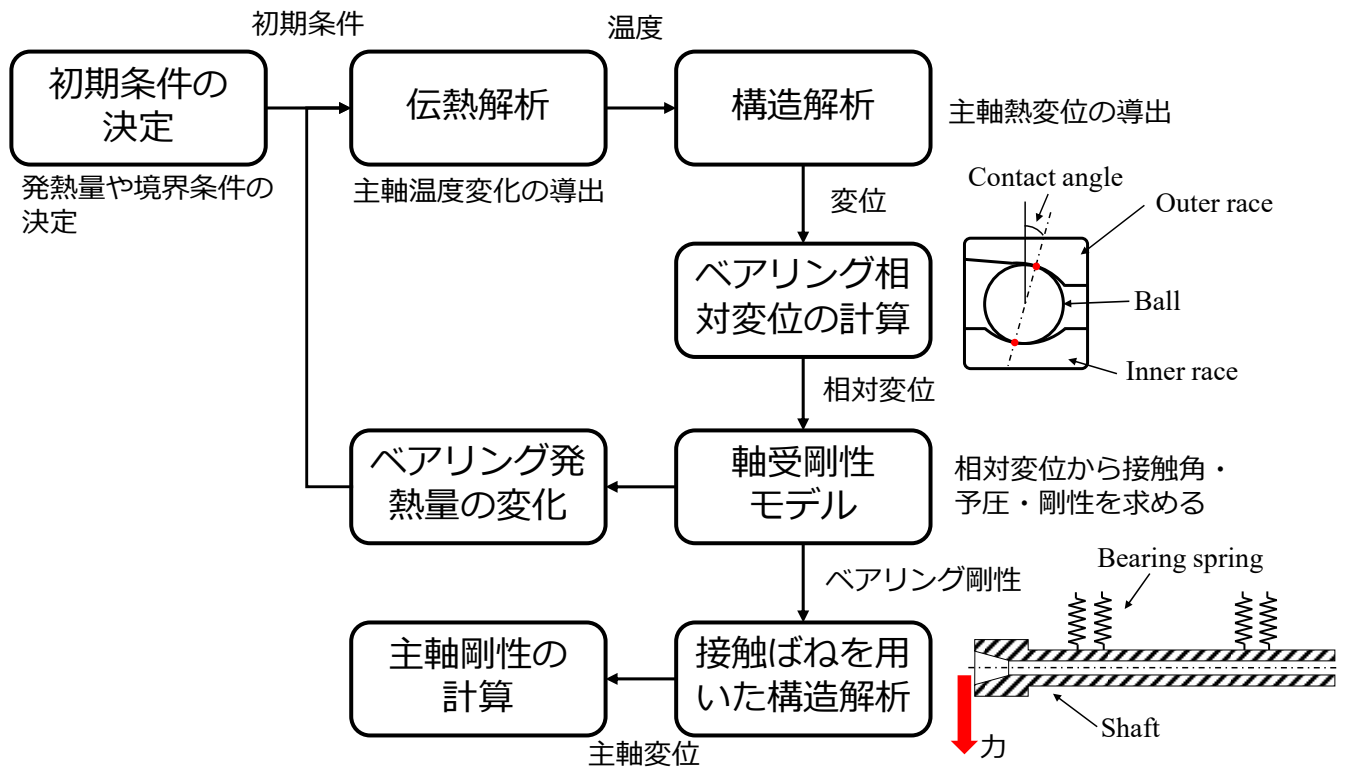 初期条件
温度
初期条件の
決定
伝熱解析
構造解析
主軸熱変位の導出
発熱量や境界条件の
決定
主軸温度変化の導出
変位
Contact angle
Outer race
ベアリング相
対変位の計算
Ball
Inner race
相対変位
ベアリング発
熱量の変化
軸受剛性
モデル
相対変位から接触角・
予圧・剛性を求める
ベアリング剛性
Bearing spring
主軸剛性の
計算
接触ばねを用
いた構造解析
Shaft
力
主軸変位